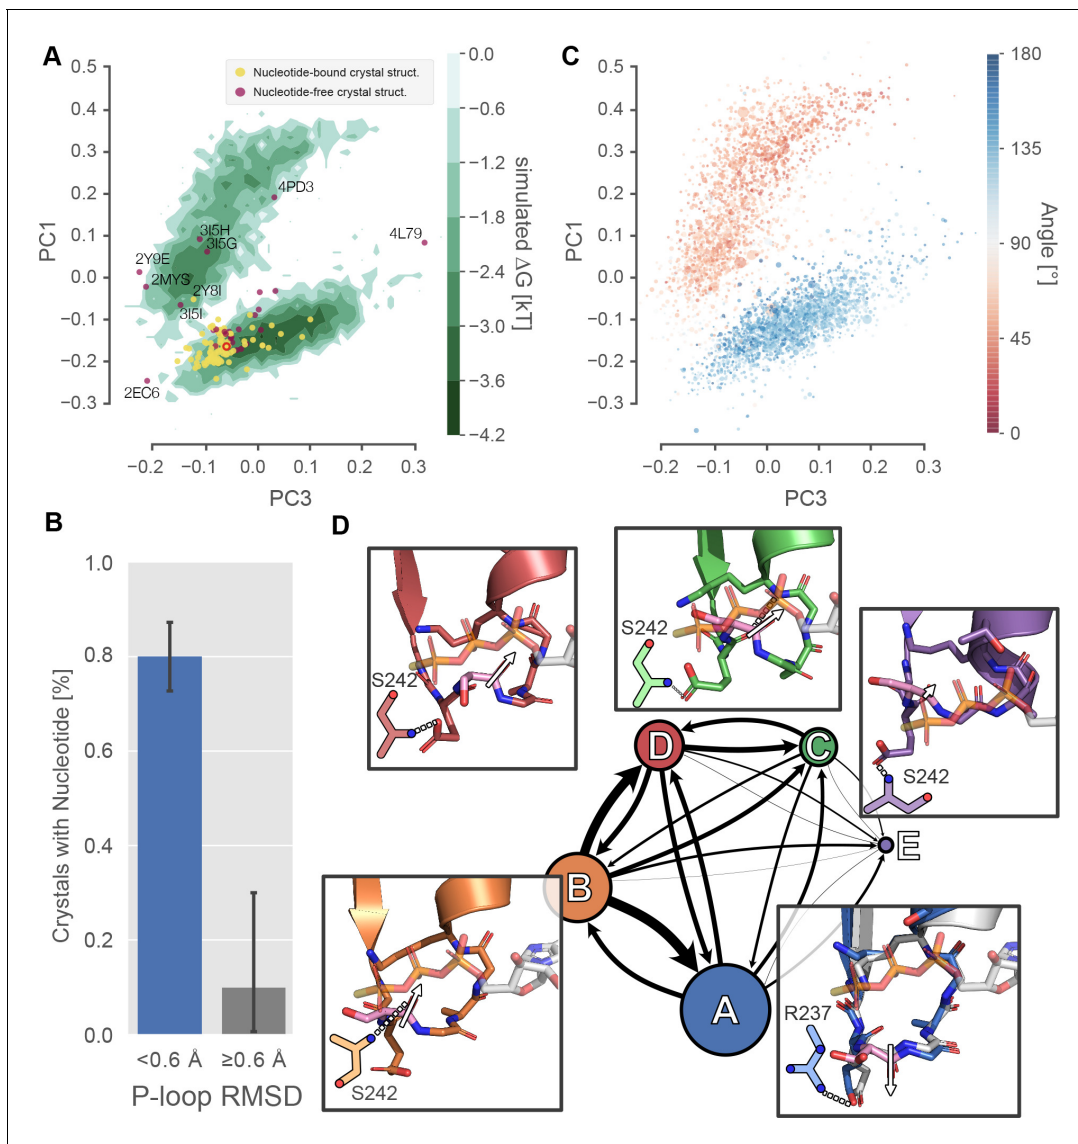 A
0.5
0.4
0.3
0.2
0.1
0.0
−0.1
−0.2
−0.3
PC1
−0.2
−0.1
0.0
0.1
0.2
0.3
PC3
Nucleotide-bound crystal struct.
Nucleotide-free crystal struct.
4PD3
4L79
3I5H
3I5G
2Y9E
2MYS
2Y8I
3I5I
2EC6
0.0
−0.6
−1.2
−1.8
−2.4
−3.0
−3.6
−4.2
simulated ΔG [kT]
C
0.5
0.4
0.3
0.2
0.1
0.0
−0.1
−0.2
−0.3
PC1
−0.2
−0.1
0.0
0.1
0.2
0.3
PC3
180
135
90
45
0
Angle [°]
B
1.0
0.8
0.6
0.4
0.2
0.0
Crystals with Nucleotide [%]
<0.6 Å
≥0.6 Å
P-loop RMSD
D
S242
S242
S242
D
C
E
B
A
S242
R237